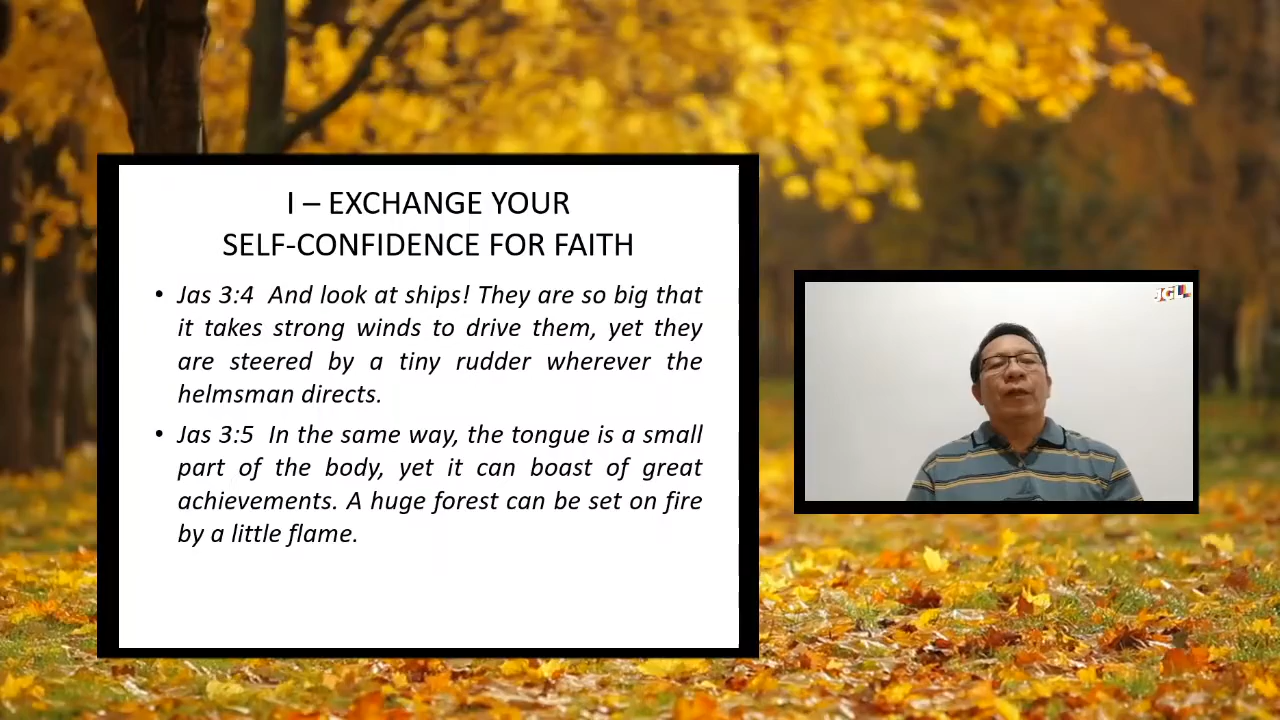 I – EXCHANGE YOUR
SELF-CONFIDENCE FOR FAITH
• Jas 3:4 And look at ships! They are so big that
it takes strong winds to drive them, yet they
are steered by a tiny rudder wherever the
helmsman directs.
• Jas 3:5 In the same way, the tongue is a small
part of the body, yet it can boast of great
achievements. A huge forest can be set on fire
by a little flame.